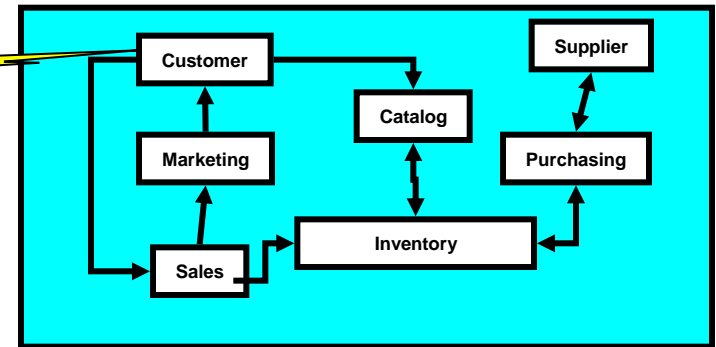 Customer
Supplier
Catalog
Marketing
Purchasing
Inventory
Sales